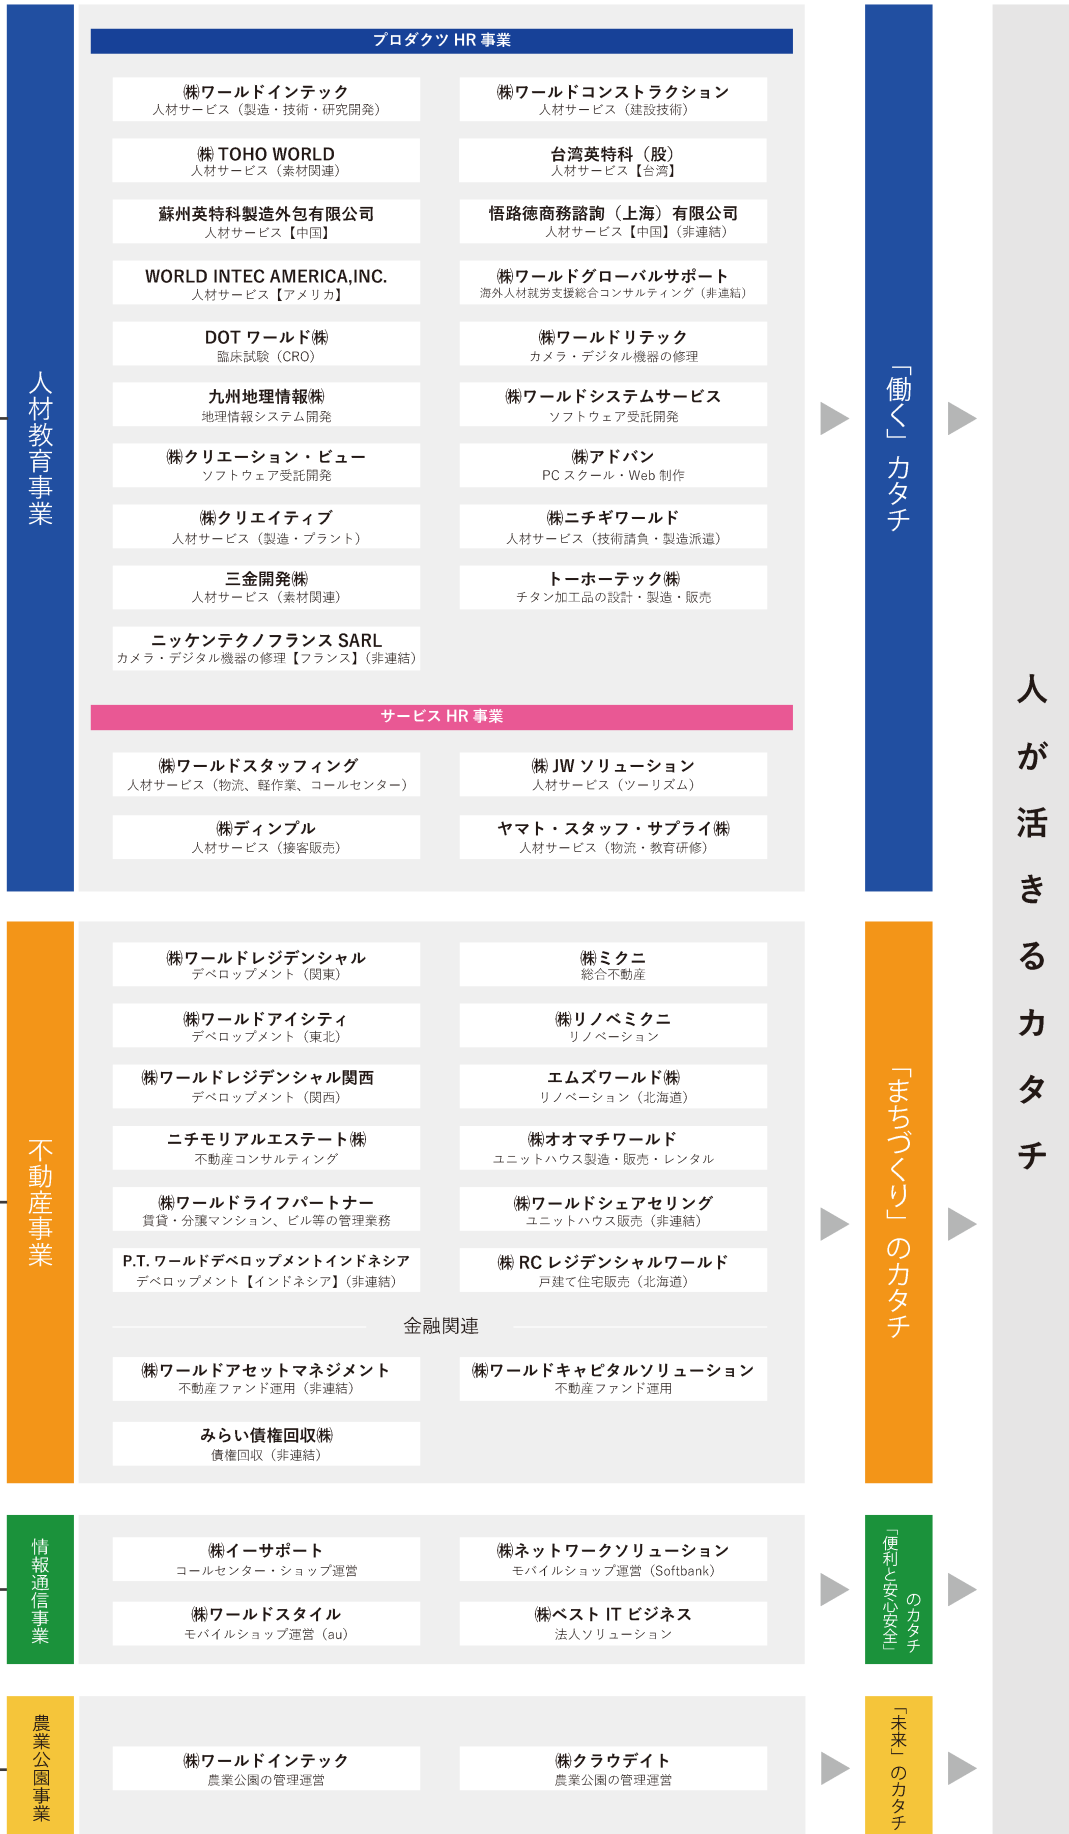 人材教育事業
プロダクツ HR 事業
㈱ワールドインテック
人材サービス（製造・技術・研究開発）
㈱ワールドコンストラクション
人材サービス（建設技術）
㈱ TOHO WORLD
人材サービス（素材関連）
台湾英特科（股）
人材サービス【台湾】
蘇州英特科製造外包有限公司
人材サービス【中国】
悟路徳商務諮詢（上海）有限公司
人材サービス【中国】（非連結）
WORLD INTEC AMERICA,INC.
人材サービス【アメリカ】
㈱ワールドグローバルサポート
海外人材就労支援総合コンサルティング（非連結）
DOT ワールド㈱
臨床試験（CRO）
㈱ワールドリテック
カメラ・デジタル機器の修理
九州地理情報㈱
地理情報システム開発
㈱ワールドシステムサービス
ソフトウェア受託開発
㈱クリエーション・ビュー
ソフトウェア受託開発
㈱アドバン
PC スクール・Web 制作
㈱クリエイティブ
人材サービス（製造・プラント）
㈱ニチギワールド
人材サービス（技術請負・製造派遣）
三金開発㈱
人材サービス（素材関連）
トーホーテック㈱
チタン加工品の設計・製造・販売
ニッケンテクノフランス SARL
カメラ・デジタル機器の修理【フランス】（非連結）
サービス HR 事業
㈱ワールドスタッフィング
人材サービス（物流、軽作業、コールセンター）
㈱ JW ソリューション
人材サービス（ツーリズム）
㈱ディンプル
人材サービス（接客販売）
ヤマト・スタッフ・サプライ㈱
人材サービス（物流・教育研修）
「働く」カタチ
不動産事業
㈱ワールドレジデンシャル
デベロップメント（関東）
㈱ミクニ
総合不動産
㈱ワールドアイシティ
デベロップメント（東北）
㈱リノベミクニ
リノベーション
㈱ワールドレジデンシャル関西
デベロップメント（関西）
エムズワールド㈱
リノベーション（北海道）
ニチモリアルエステート㈱
不動産コンサルティング
㈱オオマチワールド
ユニットハウス製造・販売・レンタル
㈱ワールドライフパートナー
賃貸・分譲マンション、ビル等の管理業務
㈱ワールドシェアセリング
ユニットハウス販売（非連結）
P.T. ワールドデベロップメントインドネシア
デベロップメント【インドネシア】（非連結）
㈱ RC レジデンシャルワールド
戸建て住宅販売（北海道）
金融関連
㈱ワールドアセットマネジメント
不動産ファンド運用（非連結）
㈱ワールドキャピタルソリューション
不動産ファンド運用
みらい債権回収㈱
債権回収（非連結）
「まちづくり」のカタチ
情報通信事業
㈱イーサポート
コールセンター・ショップ運営
㈱ネットワークソリューション
モバイルショップ運営（Softbank）
㈱ワールドスタイル
モバイルショップ運営（au）
㈱ベスト IT ビジネス
法人ソリューション
「便利と安心安全」
のカタチ
農業公園事業
㈱ワールドインテック
農業公園の管理運営
㈱クラウデイト
農業公園の管理運営
「未来」のカタチ
人が活きるカタチ